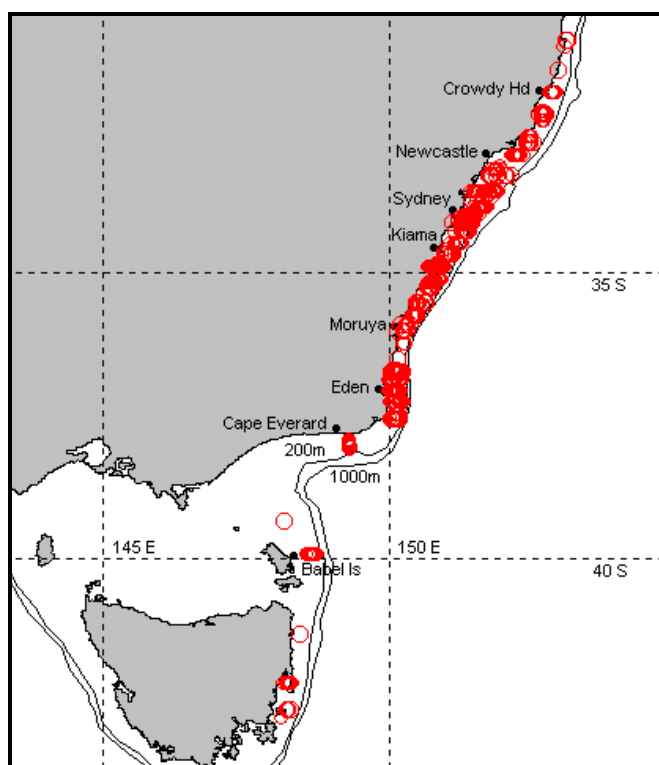 Crowdy Hd
Newcastle
Sydney
Kiama
35 S
Moruya
Eden
Cape Everard
200m
1000m
145 E
150 E
Babel Is
40 S